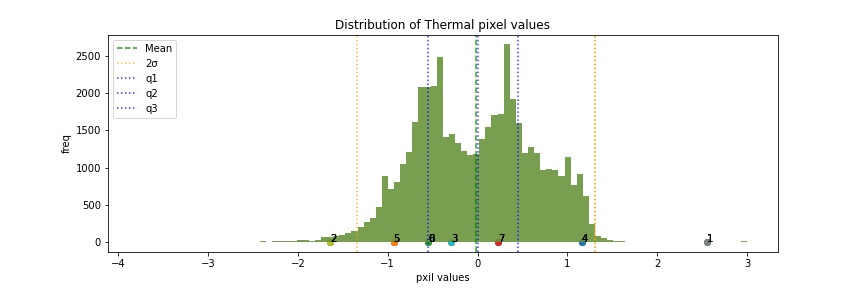 Distribution of Thermal pixel values
Mean
2σ
q1
q2
q3
freq
2500
2000
1500
1000
500
0
2 5 3 7 4 1
−4 −3 −2 −1 0 1 2 3
pxil values